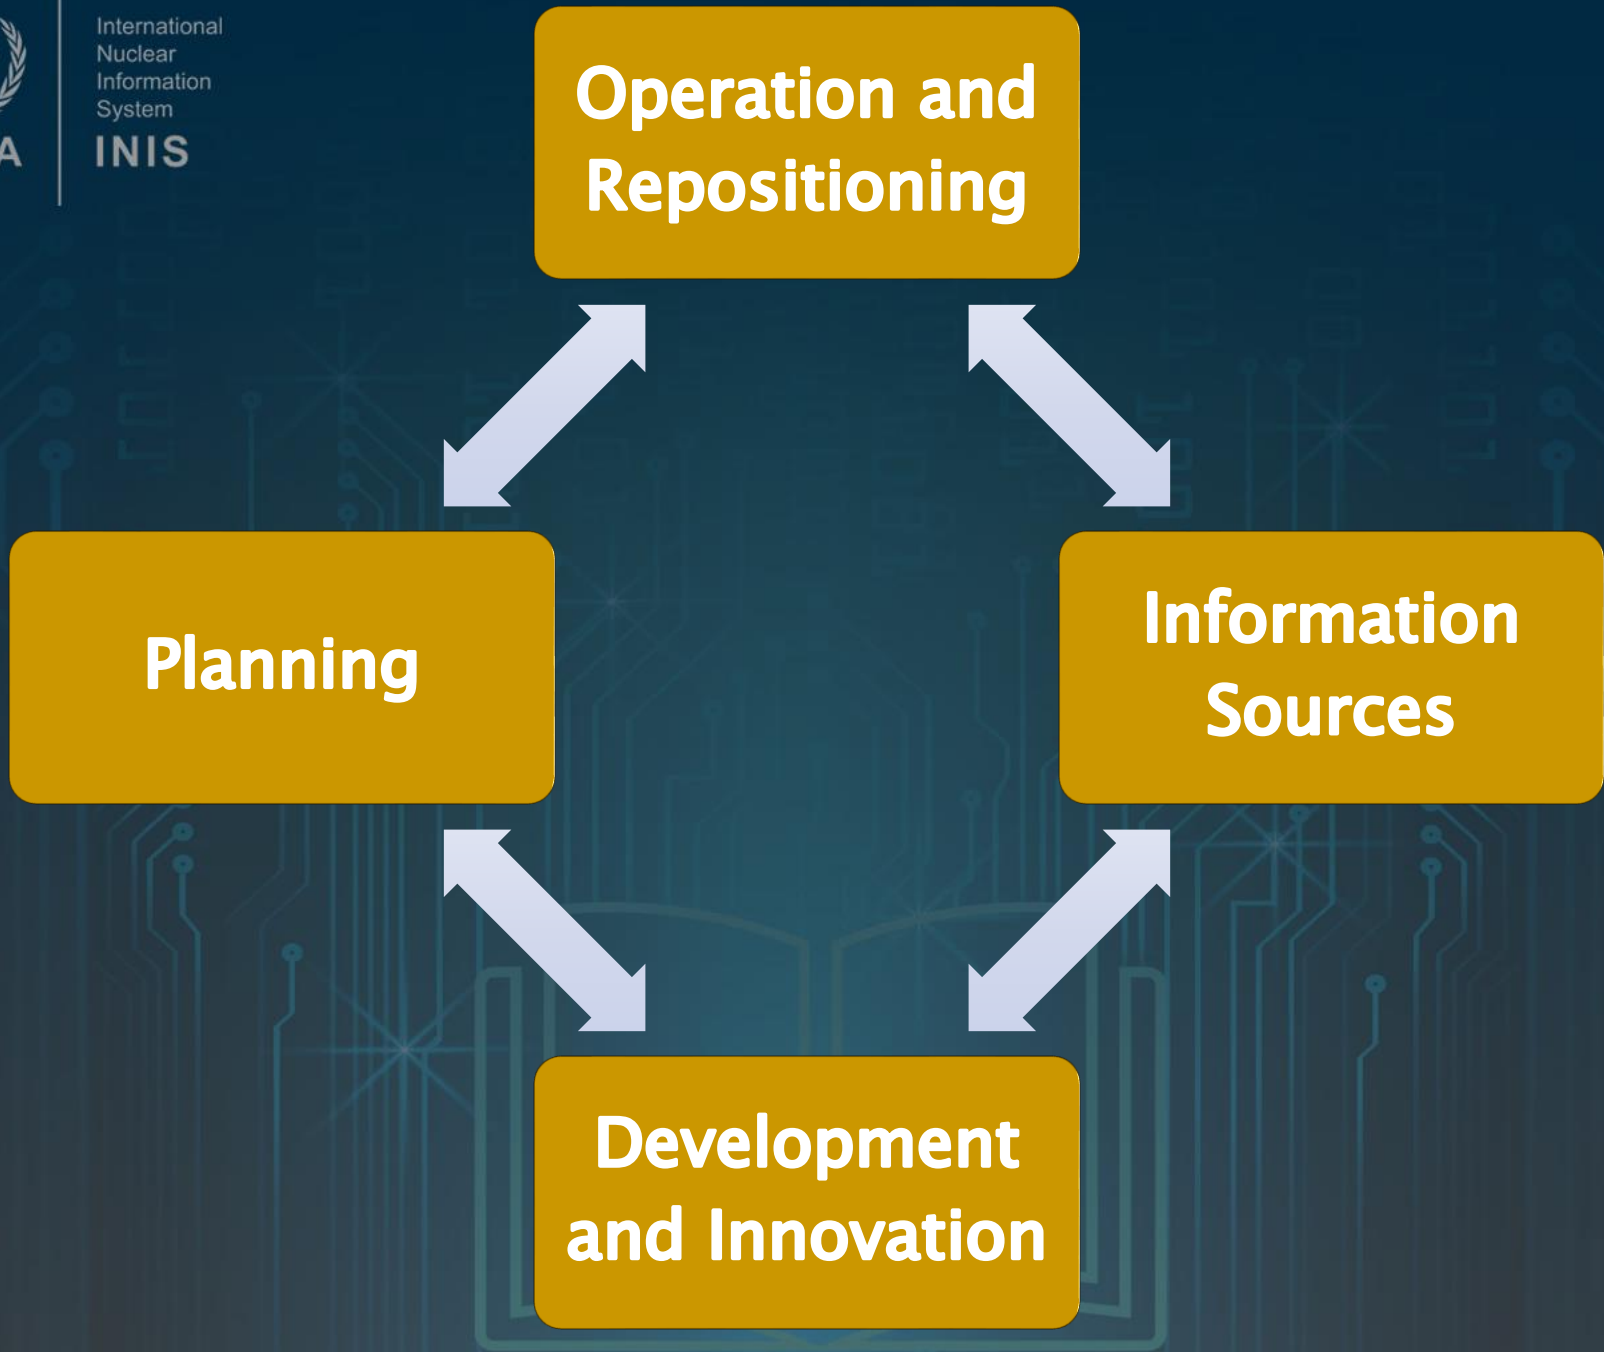 International
Nuclear
Information
System
A
INIS
Operation and
Repositioning
Planning
Information
Sources
Development
and Innovation